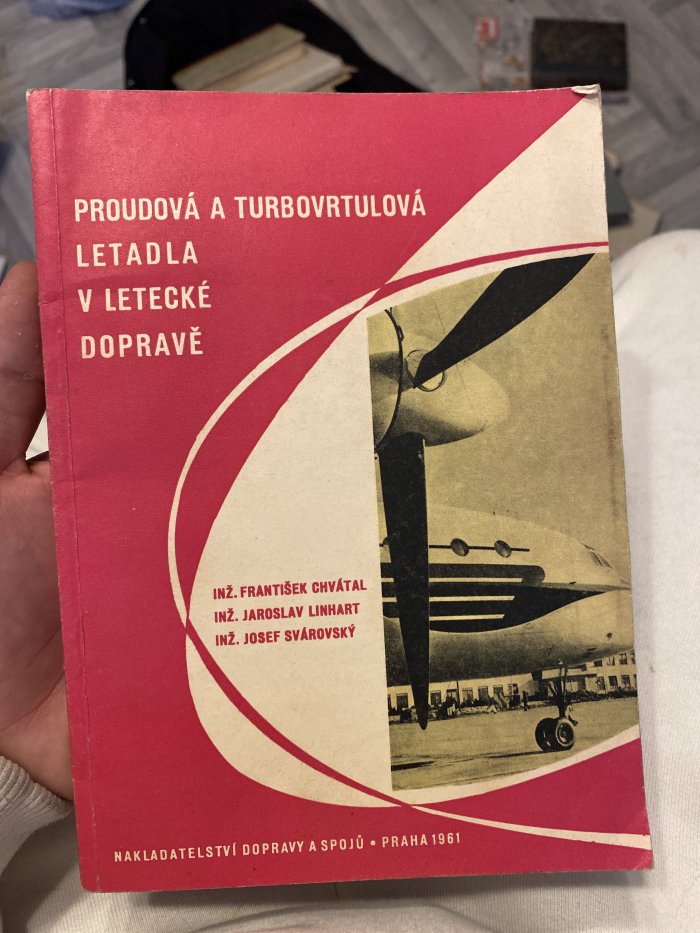 PROUDOVÁ A TURBOVRTULOVÁ
LETADLA
V LETECKÉ
DOPRAVĚ
INŽ. FRANTIŠEK CHVÁTAL
INŽ. JAROSLAV LINHART
INŽ. JOSEF SVÁROVSKÝ
NAKLADATELSTVÍ DOPRAVY A SPOJŮ • PRAHA 1961